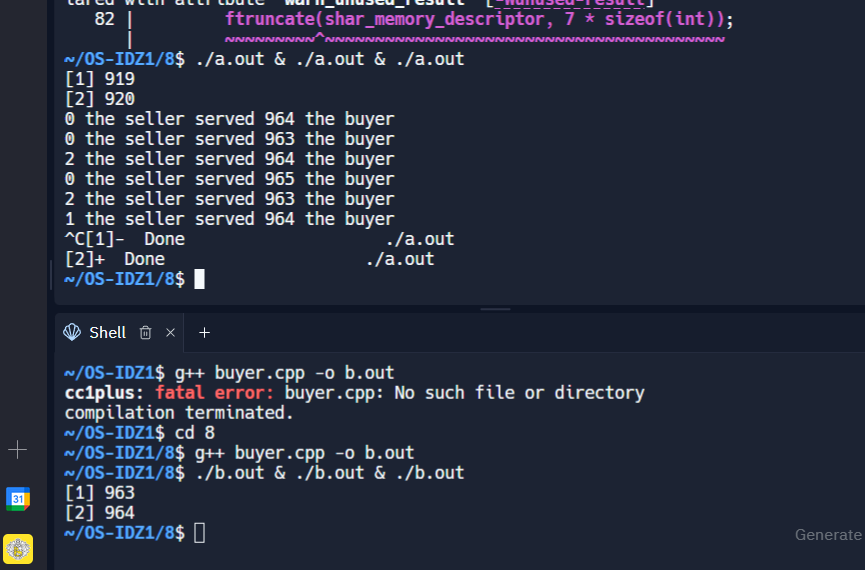 lared with attribute 'warn_unused_result' [-Wunused-result]
82 | ftruncate(shar_memory_descriptor, 7 * sizeof(int));
| ~~~~~~~~~^~~~~~~~~~~~~~~~~~~~~~~~~~~~~~~~~~~~~~~~~
~/OS-IDZ1/8$ ./a.out & ./a.out & ./a.out
[1] 919
[2] 920
0 the seller served 964 the buyer
0 the seller served 963 the buyer
2 the seller served 964 the buyer
0 the seller served 965 the buyer
2 the seller served 963 the buyer
1 the seller served 964 the buyer
^C[1]- Done ./a.out
[2]+ Done ./a.out
~/OS-IDZ1/8$
Shell
~/OS-IDZ1$ g++ buyer.cpp -o b.out
cc1plus: fatal error: buyer.cpp: No such file or directory
compilation terminated.
~/OS-IDZ1$ cd 8
~/OS-IDZ1/8$ g++ buyer.cpp -o b.out
~/OS-IDZ1/8$ ./b.out & ./b.out & ./b.out
[1] 963
[2] 964
~/OS-IDZ1/8$
31
Generate